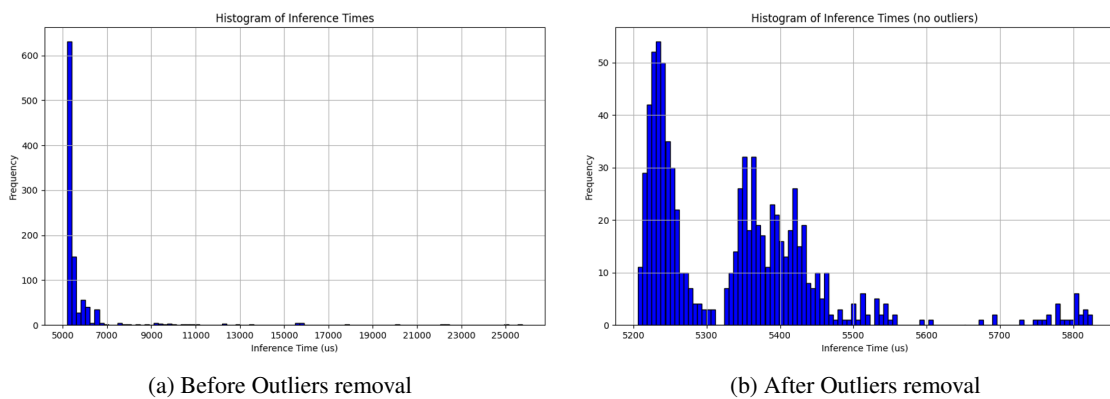 Histogram of Inference Times
Frequency
600
500
400
300
200
100
0
5000 7000 9000 11000 13000 15000 17000 19000 21000 23000 25000
Inference Time (us)
(a) Before Outliers removal
Histogram of Inference Times (no outliers)
Frequency
50
40
30
20
10
0
5200 5300 5400 5500 5600 5700 5800
Inference Time (us)
(b) After Outliers removal